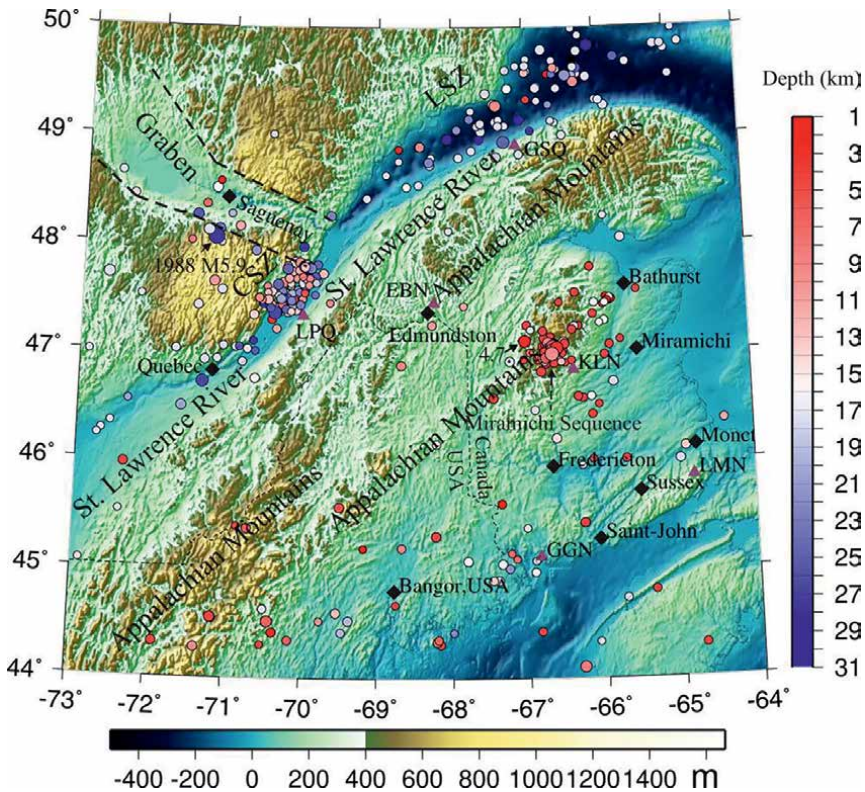 50°
49°
48°
47°
46°
45°
44°
-73
-72
-71
-70
-69
-68
-67
-66
-65
-64
Depth (km)
1
3
5
7
9
11
13
15
17
19
21
23
25
27
29
31
LSZ
Graben
GSQ
Saguenay
St. Lawrence River
Appalachian Mountains
1988 M5.9
CSZ
Bathurst
EBN
LPQ
Edmundston
Miramichi
4.7
KLN
Quebec
Miramichi Sequence
St. Lawrence River
Appalachian Mountains
Canada
USA
Monct
Fredericton
LMN
Sussex
Appalachian Mountains
Saint-John
GGN
Bangor,USA
-400 -200 0 200 400 600 800 1000 1200 1400 m